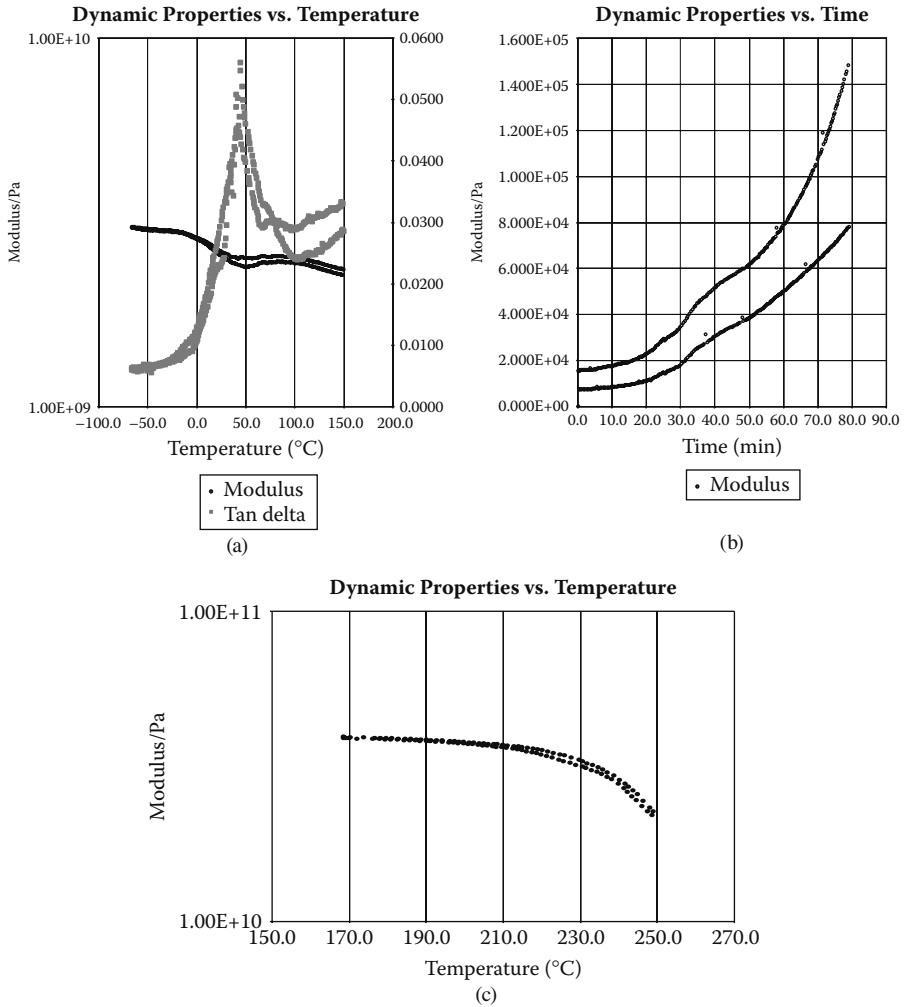 Dynamic Properties vs. Temperature
1.00E+10
1.00E+09
Modulus/Pa
0.0600
0.0500
0.0400
0.0300
0.0200
0.0100
0.0000
−100.0 −50.0 0.0 50.0 100.0 150.0 200.0
Temperature (°C)
Modulus
Tan delta
(a)
Dynamic Properties vs. Time
1.600E+05
1.400E+05
1.200E+05
1.000E+05
8.000E+04
6.000E+04
4.000E+04
2.000E+04
0.000E+00
Modulus/Pa
0.0 10.0 20.0 30.0 40.0 50.0 60.0 70.0 80.0 90.0
Time (min)
Modulus
(b)
Dynamic Properties vs. Temperature
1.00E+11
1.00E+10
Modulus/Pa
150.0 170.0 190.0 210.0 230.0 250.0 270.0
Temperature (°C)
(c)